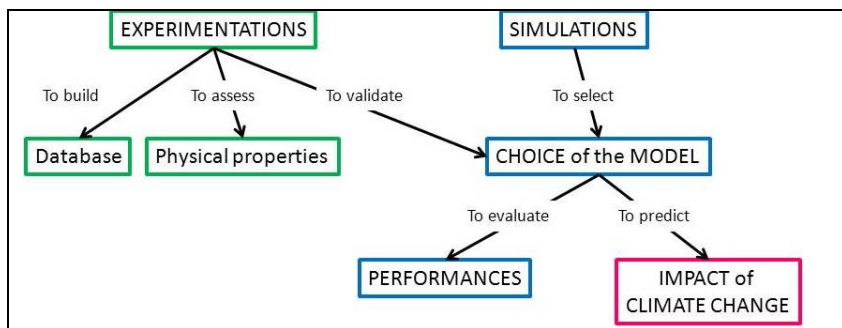 EXPERIMENTATIONS
SIMULATIONS
To build
To assess
To validate
To select
Database
Physical properties
CHOICE of the MODEL
To evaluate
To predict
PERFORMANCES
IMPACT of
CLIMATE CHANGE